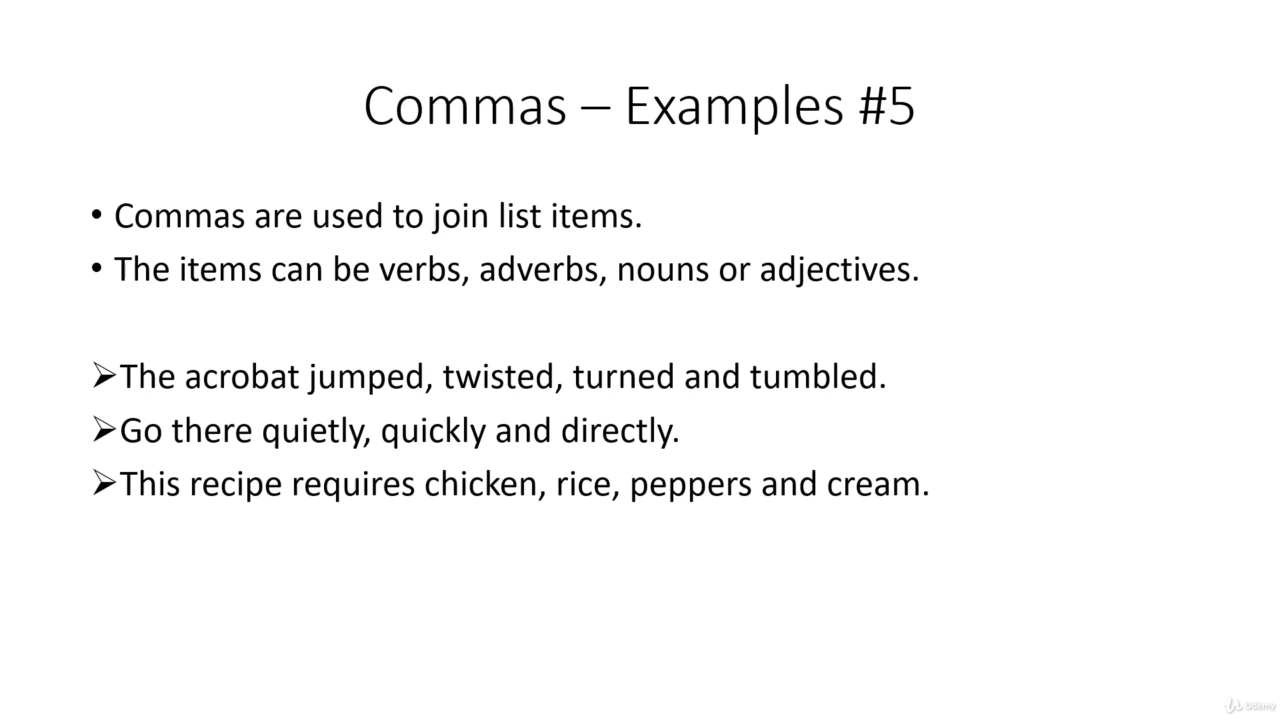 Commas – Examples #5
• Commas are used to join list items.
• The items can be verbs, adverbs, nouns or adjectives.
➢The acrobat jumped, twisted, turned and tumbled.
➢Go there quietly, quickly and directly.
➢This recipe requires chicken, rice, peppers and cream.
Udemy